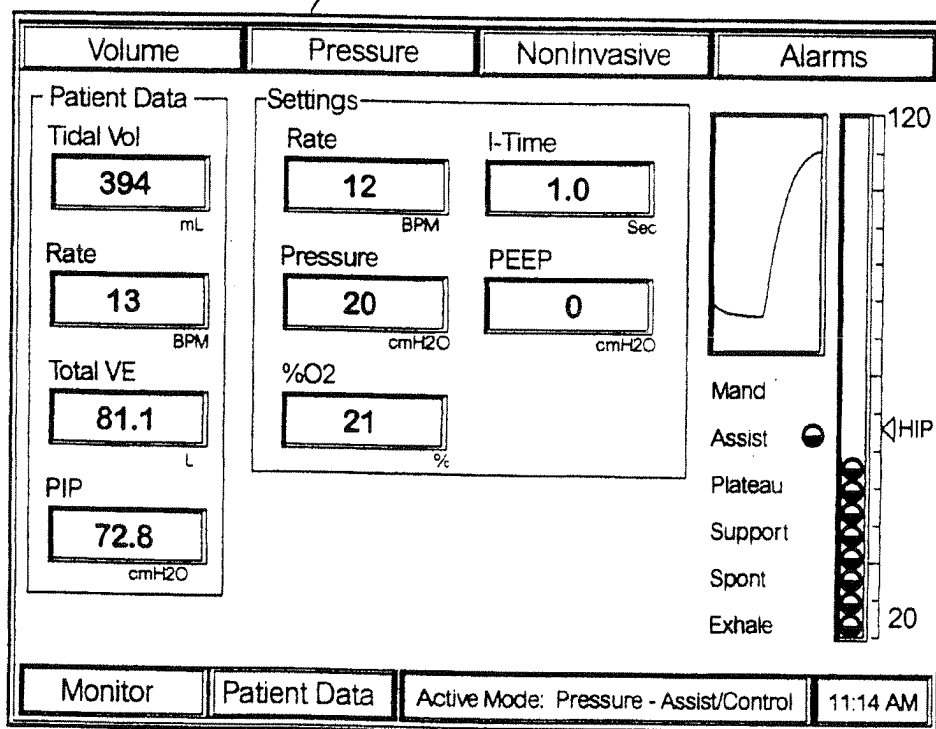 Volume Pressure NonInvasive Alarms
Patient Data
Tidal Vol
394
mL
Rate
13
BPM
Total VE
81.1
L
PIP
72.8
cmH2O
Settings
Rate
12
BPM
I-Time
1.0
Sec
Pressure
20
cmH2O
PEEP
0
cmH2O
%O2
21
%
120
HIP
20
Mand
Assist
Plateau
Support
Spont
Exhale
Monitor Patient Data Active Mode: Pressure - Assist/Control 11:14 AM